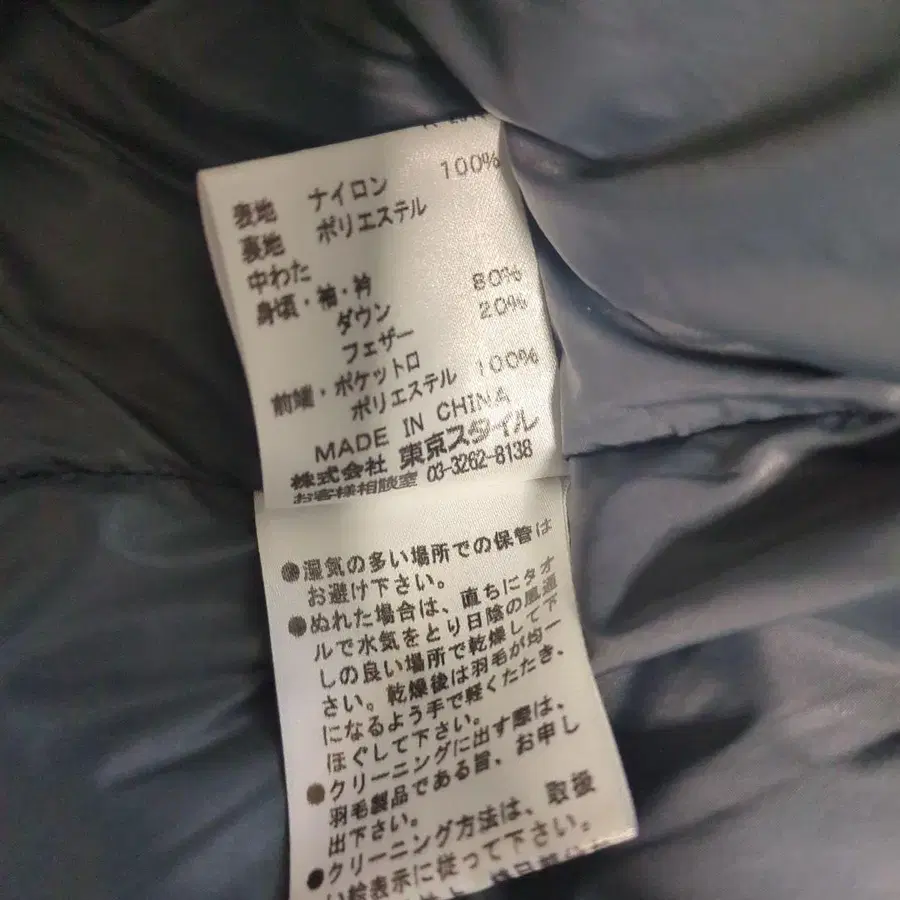 表地 ナイロン 100%
裏地 ポリエステル
中わた
身頃・袖・衿
ダウン 80%
フェザー 20%
前端・ポケット口
ポリエステル 100%
MADE IN CHINA
株式会社 東京スタイル
お客様相談室 03-3262-8138
●湿気の多い場所での保管は
お避け下さい。
●ぬれた場合は、直ちにタオ
ルで水気をとり日陰の風通
しの良い場所で乾燥して下
さい。乾燥後は羽毛が均一
になるよう手で軽くたたき、
ほぐして下さい。
●クリーニングに出す際は、
羽毛製品である旨、お申し
出下さい。
●クリーニング方法は、取扱
い絵表示に従って下さい。